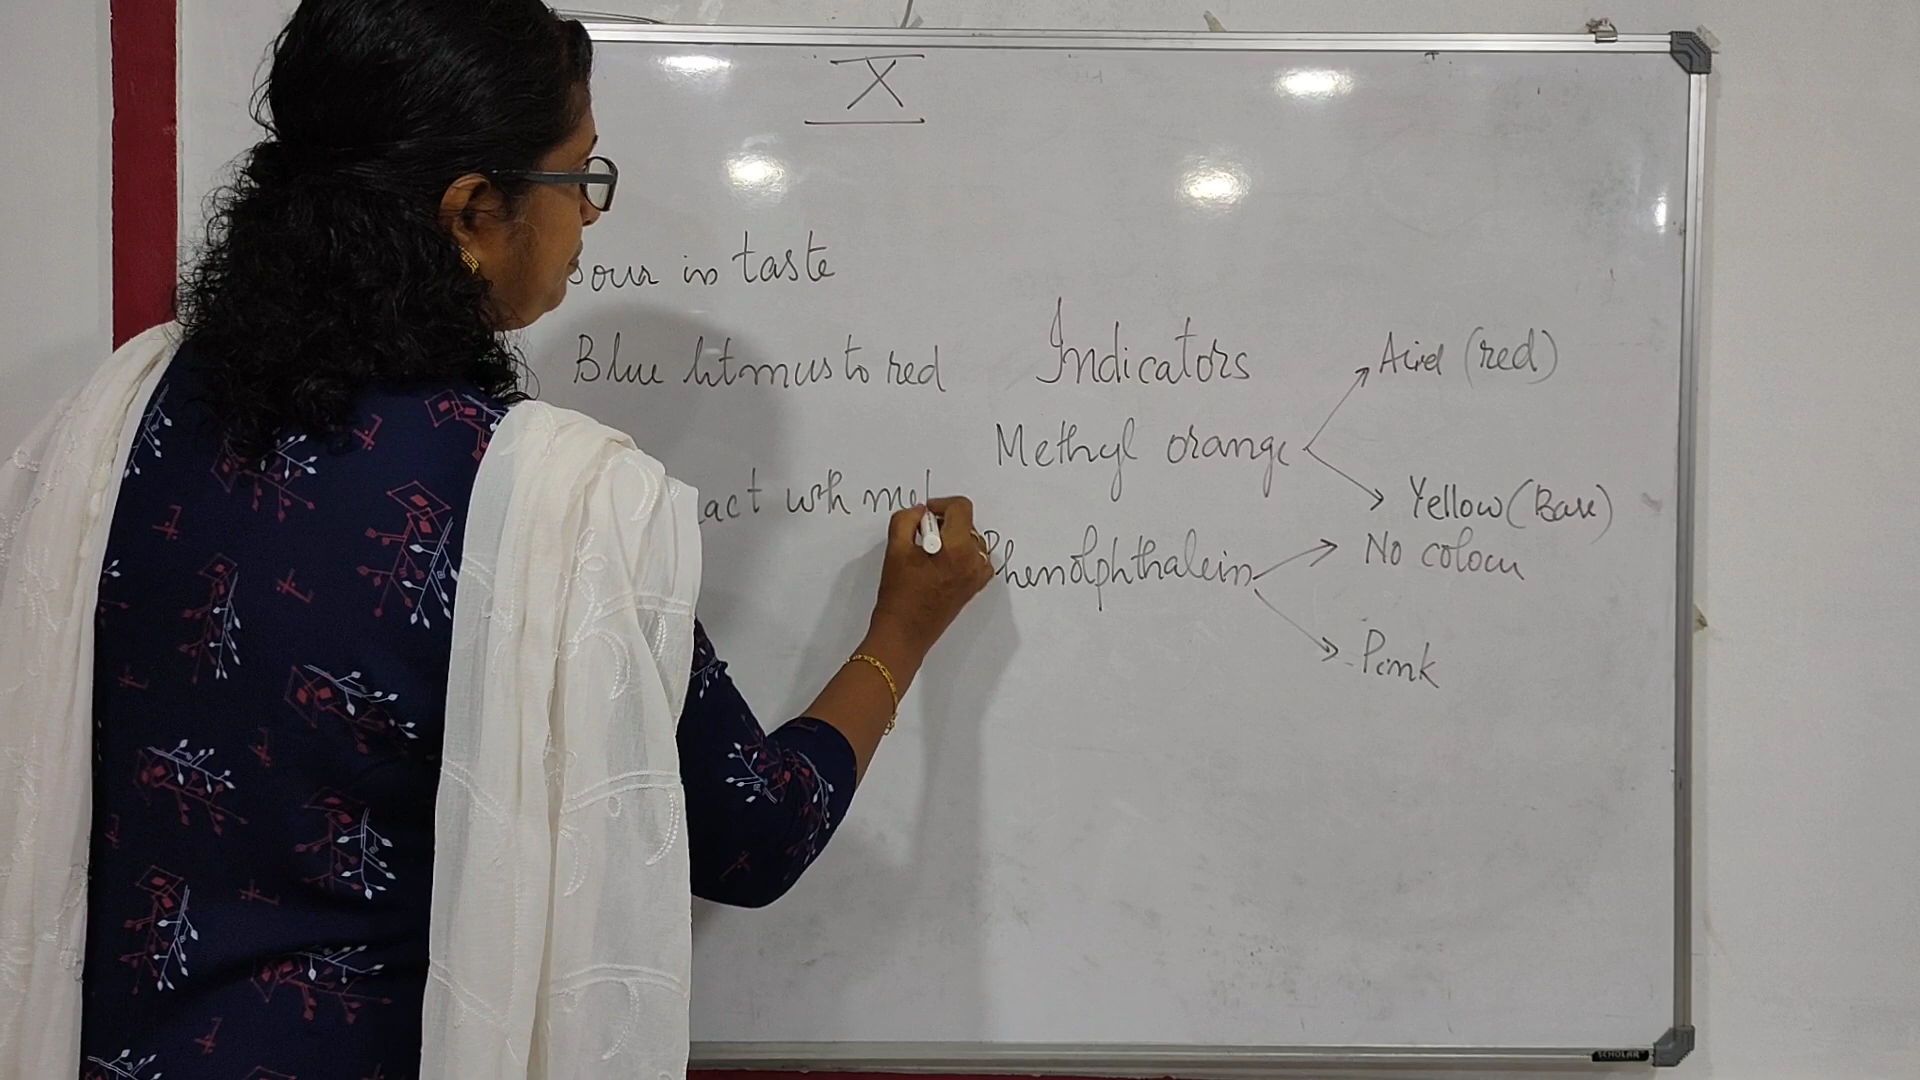 X
Sour in taste
Blue litmus to red
act with
Indicators
Methyl orange
Acid (red)
Yellow (Base)
Phenolphthalein
No colour
Pink
SCHOLAR